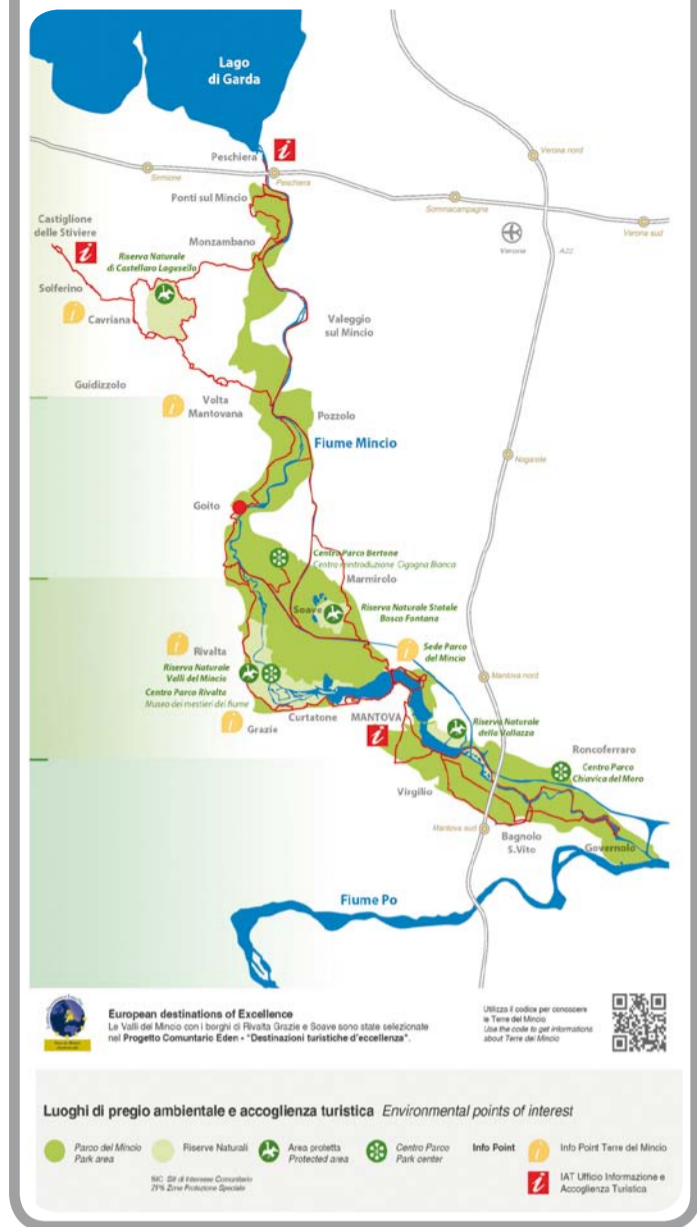 Lago
di Garda
Peschiera
Sirmione
Peschiera
Verona nord
Ponti sul Mincio
Sommacampagna
Castiglione
delle Stiviere
Verona sud
Monzambano
Verona
A22
Riserva Naturale
di Castellaro Lagusello
Solferino
Cavriana
Valeggio
sul Mincio
Guidizzolo
Volta
Mantovana
Pozzolo
Fiume Mincio
Nogarole
Goito
Centro Parco Bertone
Centro reintroduzione Cigogna Bianca
Marmirolo
Soave
Riserva Naturale Statale
Bosco Fontana
Rivalta
Sede Parco
del Mincio
Riserva Naturale
Valli del Mincio
Mantova nord
Centro Parco Rivalta
Museo dei mestieri del fiume
Grazie
Curtatone
MANTOVA
Riserva Naturale
della Vallazza
Roncoferraro
Centro Parco
Chiavica del Moro
Virgilio
Mantova sud
Bagnolo
S.Vito
Governolo
Fiume Po
European destinations of Excellence
Le Valli del Mincio con i borghi di Rivalta Grazie e Soave sono state selezionate
nel Progetto Comuntario Eden - "Destinazioni turistiche d'eccellenza".
Utilizza il codice per conoscere
le Terre del Mincio
Use the code to get informations
about Terre del Mincio
Luoghi di pregio ambientale e accoglienza turistica Environmental points of interest
Parco del Mincio
Park area
Riserve Naturali
Area protetta
Protected area
Centro Parco
Park center
Info Point
Info Point Terre del Mincio
SIC Siti di Interesse Comunitario
Zone Protezione Speciale
IAT Ufficio Informazione e
Accoglienza Turistica